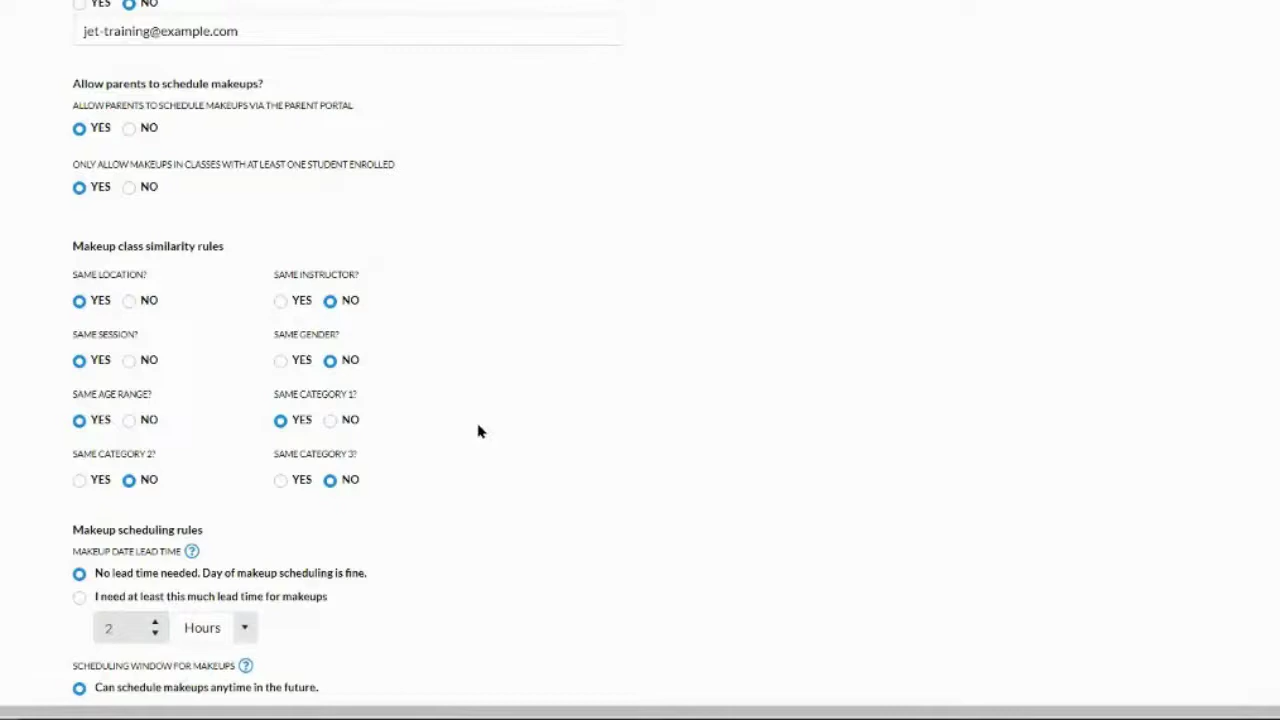 YES NO
jet-training@example.com
Allow parents to schedule makeups?
ALLOW PARENTS TO SCHEDULE MAKEUPS VIA THE PARENT PORTAL
YES NO
ONLY ALLOW MAKEUPS IN CLASSES WITH AT LEAST ONE STUDENT ENROLLED
YES NO
Makeup class similarity rules
SAME LOCATION? SAME INSTRUCTOR?
YES NO YES NO
SAME SESSION? SAME GENDER?
YES NO YES NO
SAME AGE RANGE? SAME CATEGORY 1?
YES NO YES NO
SAME CATEGORY 2? SAME CATEGORY 3?
YES NO YES NO
Makeup scheduling rules
MAKEUP DATE LEAD TIME ?
No lead time needed. Day of makeup scheduling is fine.
I need at least this much lead time for makeups
2 Hours
SCHEDULING WINDOW FOR MAKEUPS ?
Can schedule makeups anytime in the future.